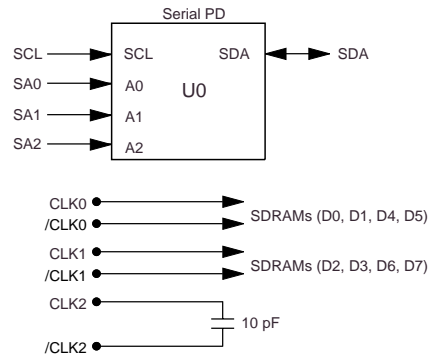 Serial PD
SCL SCL SDA SDA
SA0 A0 U0
SA1 A1
SA2 A2
CLK0
/CLK0 SDRAMs (D0, D1, D4, D5)
CLK1
/CLK1 SDRAMs (D2, D3, D6, D7)
CLK2
10 pF
/CLK2